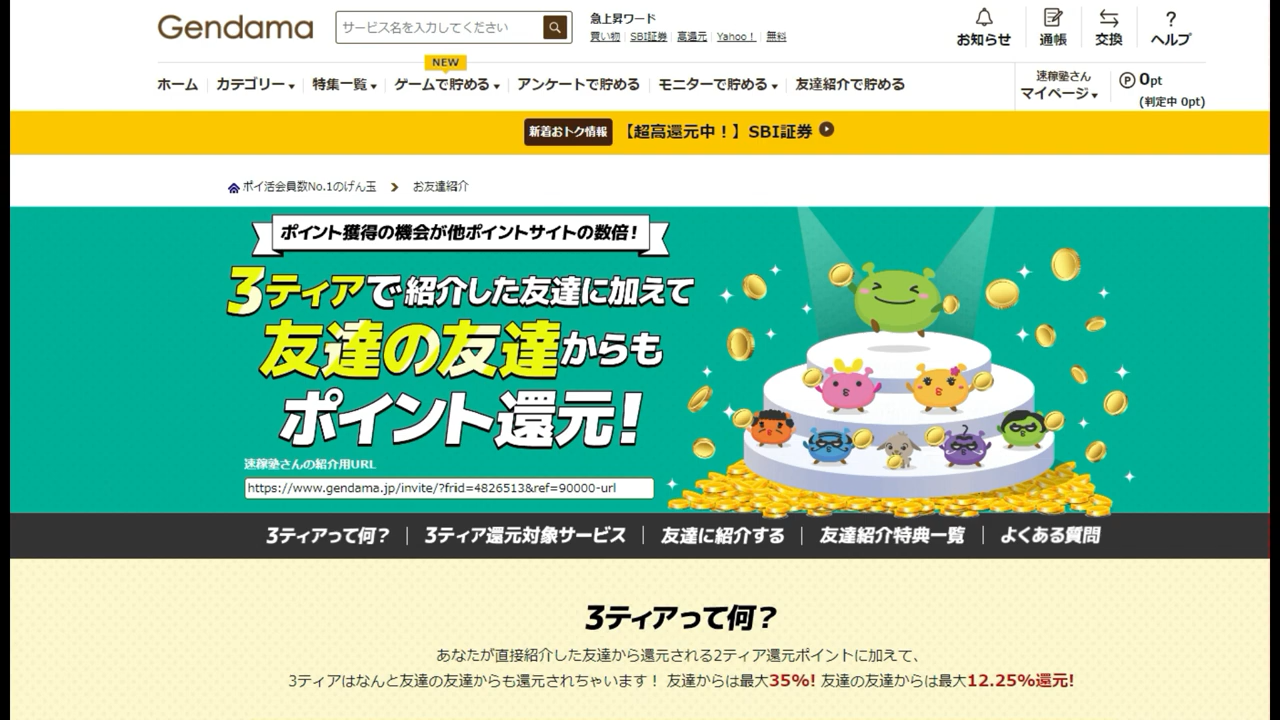 Gendama
サービス名を入力してください
急上昇ワード
買い物 SBI証券 高還元 Yahoo! 無料
お知らせ 通帳 交換 ? ヘルプ
NEW
ホーム カテゴリー▼ 特集一覧▼ ゲームで貯める▼ アンケートで貯める モニターで貯める▼ 友達紹介で貯める
速稼塾さん
マイページ▼
P 0pt
(判定中 0pt)
新着おトク情報 【超高還元中！】SBI証券
ポイ活会員数No.1のげん玉 お友達紹介
ポイント獲得の機会が他ポイントサイトの数倍！
3ティアで紹介した友達に加えて
友達の友達からも
ポイント還元！
速稼塾さんの紹介用URL
https://www.gendama.jp/invite/?frid=4826513&ref=90000-url
3ティアって何？ 3ティア還元対象サービス 友達に紹介する 友達紹介特典一覧 よくある質問
3ティアって何？
あなたが直接紹介した友達から還元される2ティア還元ポイントに加えて、
3ティアはなんと友達の友達からも還元されちゃいます！ 友達からは最大35%! 友達の友達からは最大12.25%還元!